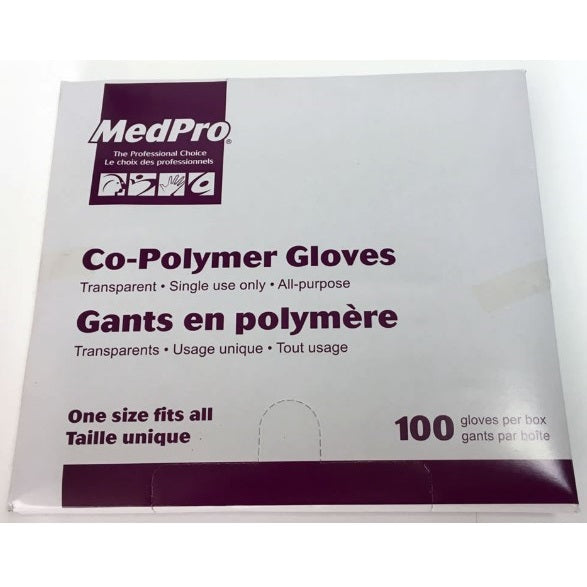 MedPro®
The Professional Choice
Le choix des professionnels
Co-Polymer Gloves
Transparent • Single use only • All-purpose
Gants en polymère
Transparents • Usage unique • Tout usage
One size fits all
Taille unique
100 gloves per box
gants par boîte